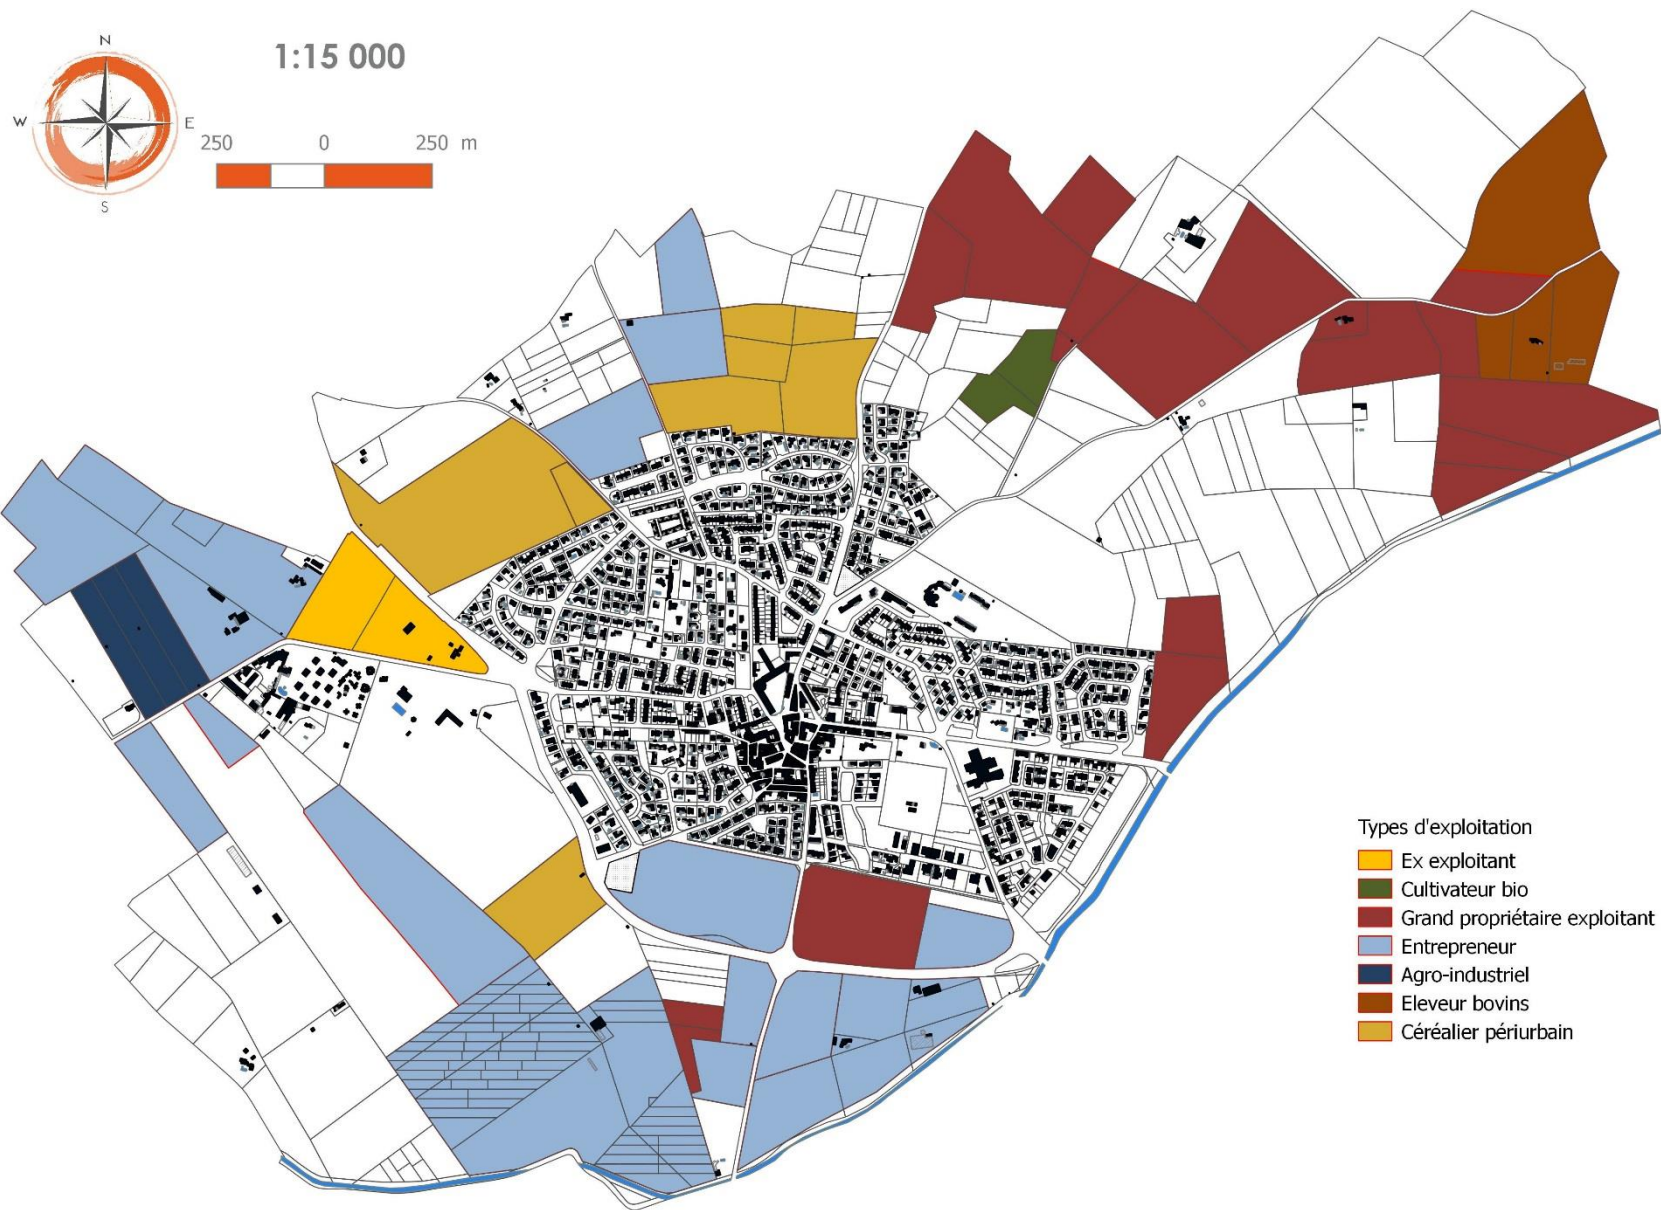 N
1:15 000
W
E
250 0 250 m
S
Types d'exploitation
Ex exploitant
Cultivateur bio
Grand propriétaire exploitant
Entrepreneur
Agro-industriel
Eleveur bovins
Céréalier périurbain